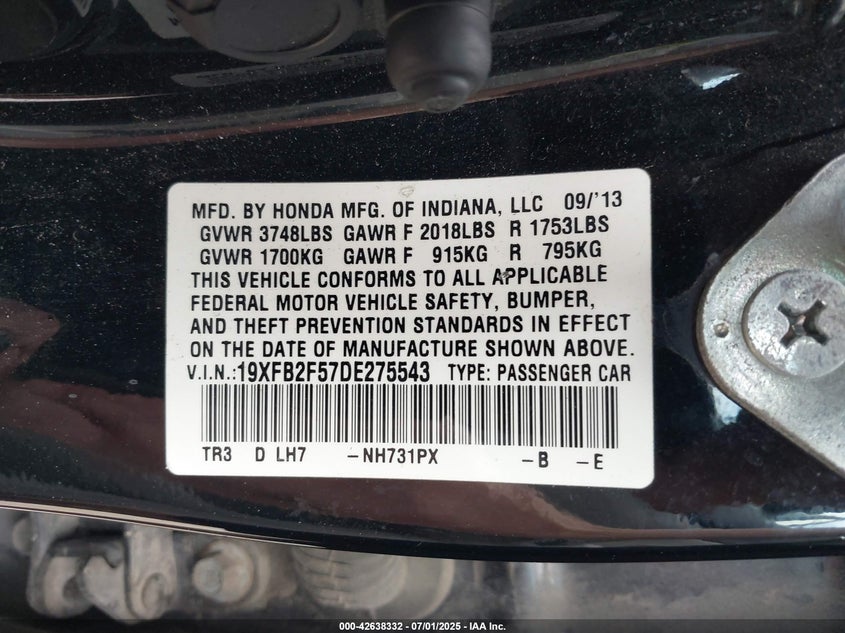 MFD. BY HONDA MFG. OF INDIANA, LLC 09/'13
GVWR 3748LBS GAWR F 2018LBS R 1753LBS
GVWR 1700KG GAWR F 915KG R 795KG
THIS VEHICLE CONFORMS TO ALL APPLICABLE
FEDERAL MOTOR VEHICLE SAFETY, BUMPER,
AND THEFT PREVENTION STANDARDS IN EFFECT
ON THE DATE OF MANUFACTURE SHOWN ABOVE.
V.I.N.:19XFB2F57DE275543 TYPE: PASSENGER CAR
TR3 D LH7 -NH731PX -B -E
000-42638332 / 07/01/2025 - IAA Inc.